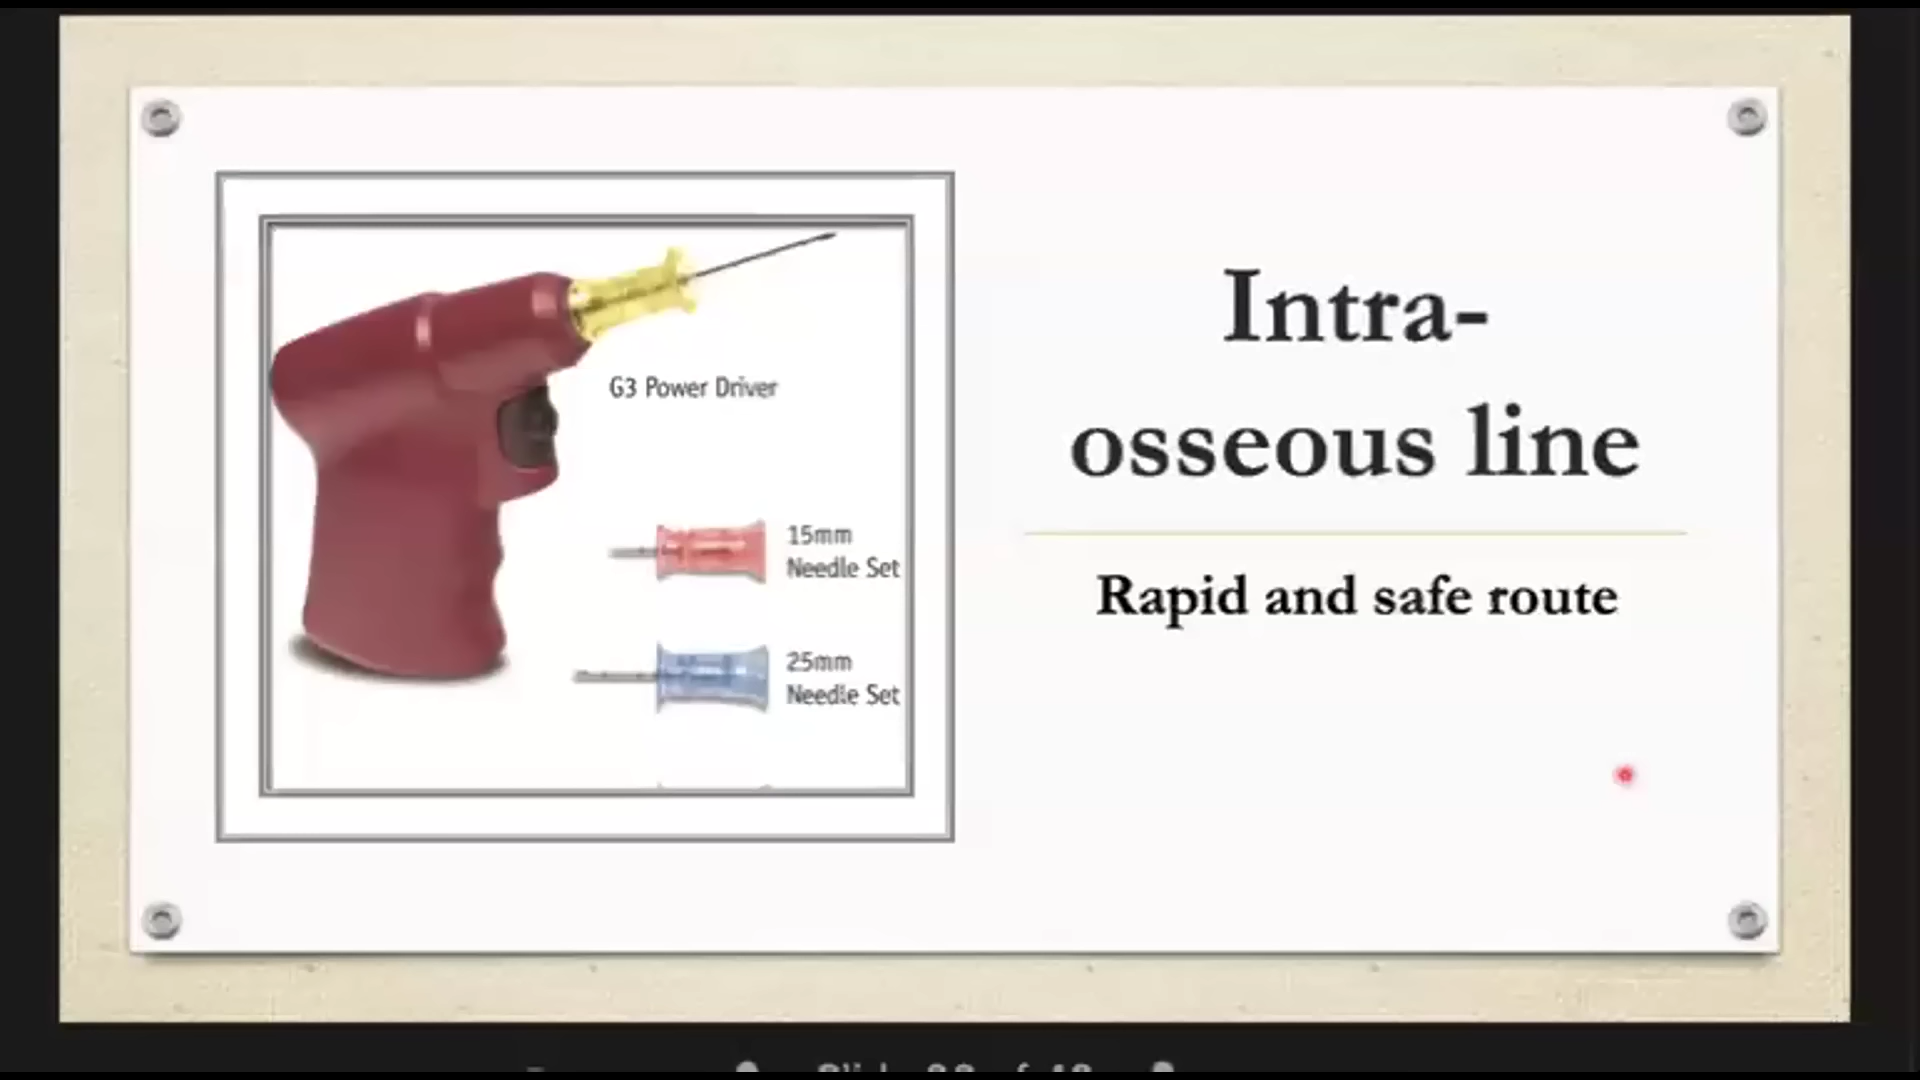 Intra-
osseous line
Rapid and safe route
G3 Power Driver
15mm
Needle Set
25mm
Needle Set